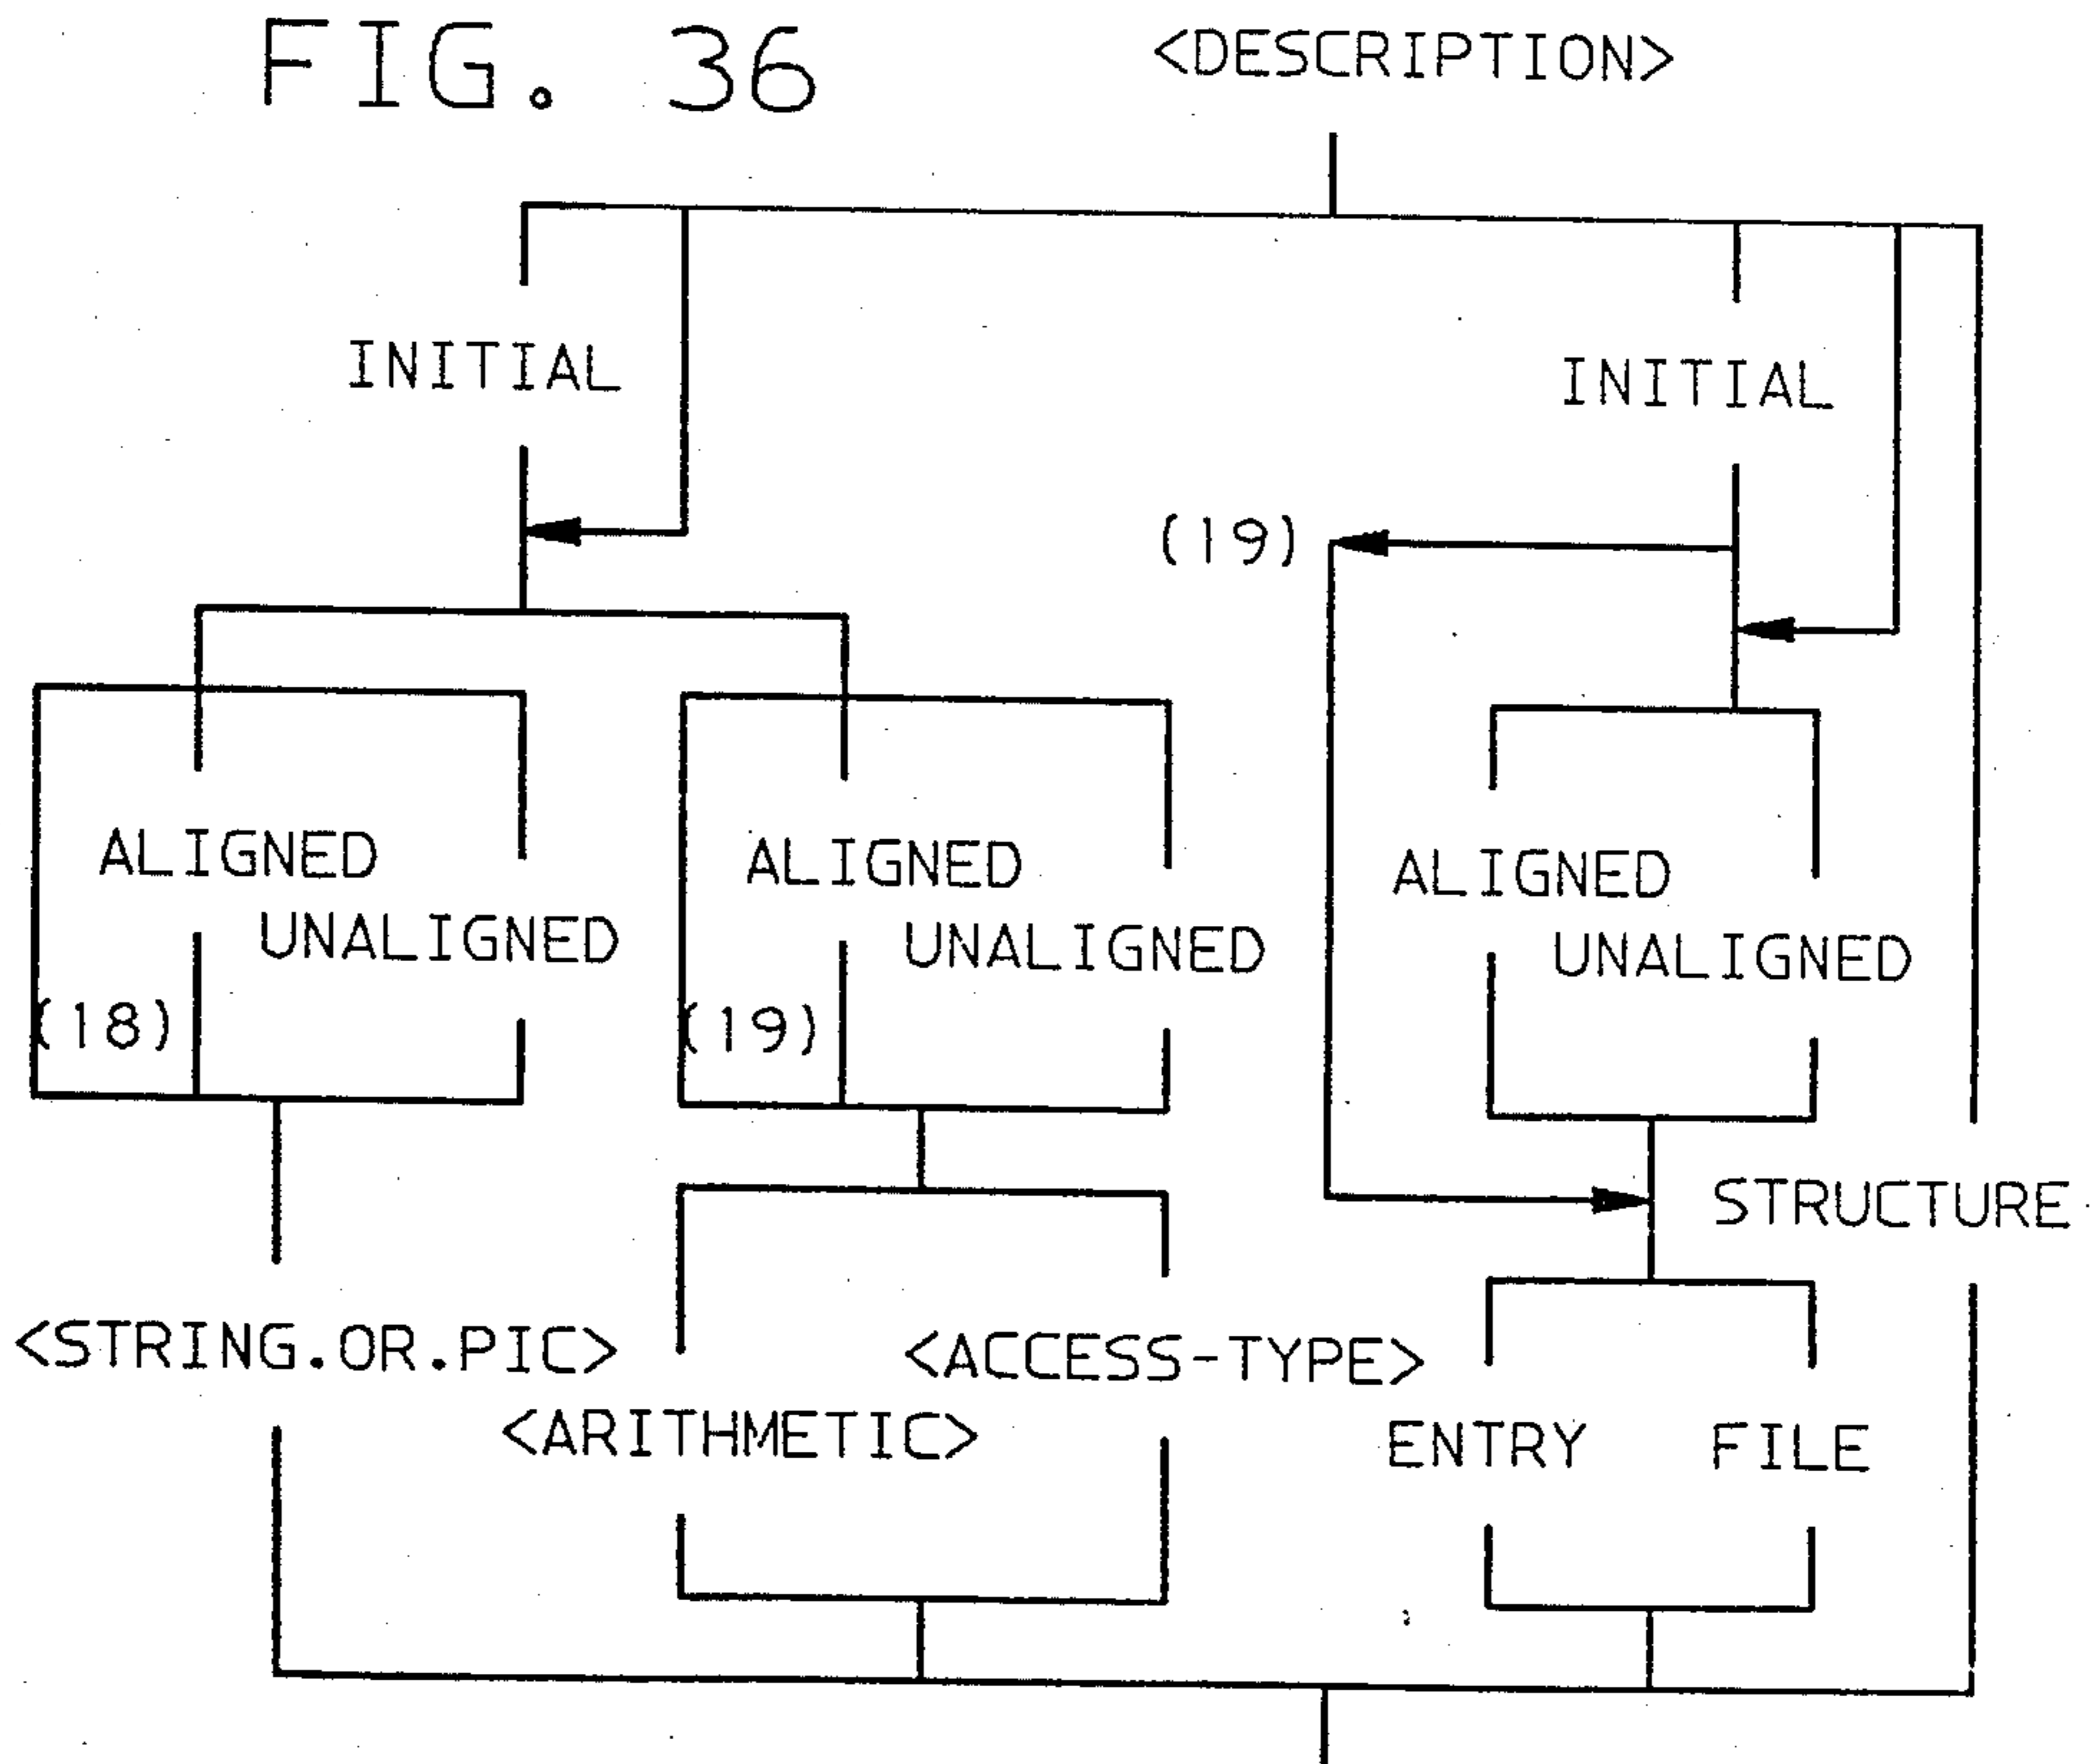 FIG. 36
<DESCRIPTION>
INITIAL
INITIAL
(19)
ALIGNED
ALIGNED
ALIGNED
UNALIGNED
UNALIGNED
UNALIGNED
(18)
(19)
STRUCTURE
<STRING.OR.PIC>
<ACCESS-TYPE>
<ARITHMETIC>
ENTRY
FILE